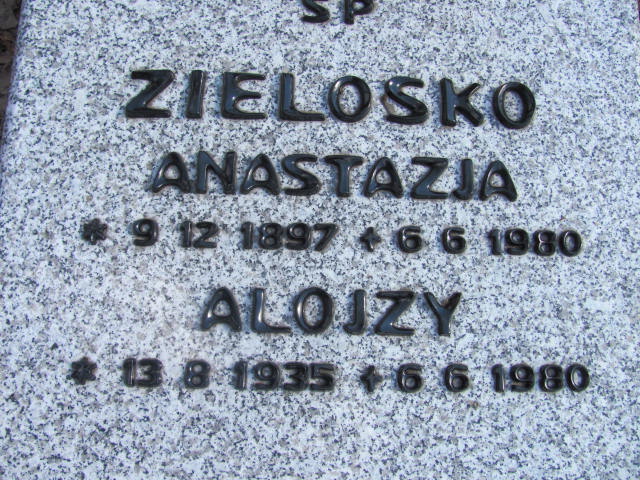 SP
ZIELOSKO
ANASTAZJA
* 9 12 1897 + 6 6 1980
ALOJZY
* 13 8 1935 + 6 6 1980